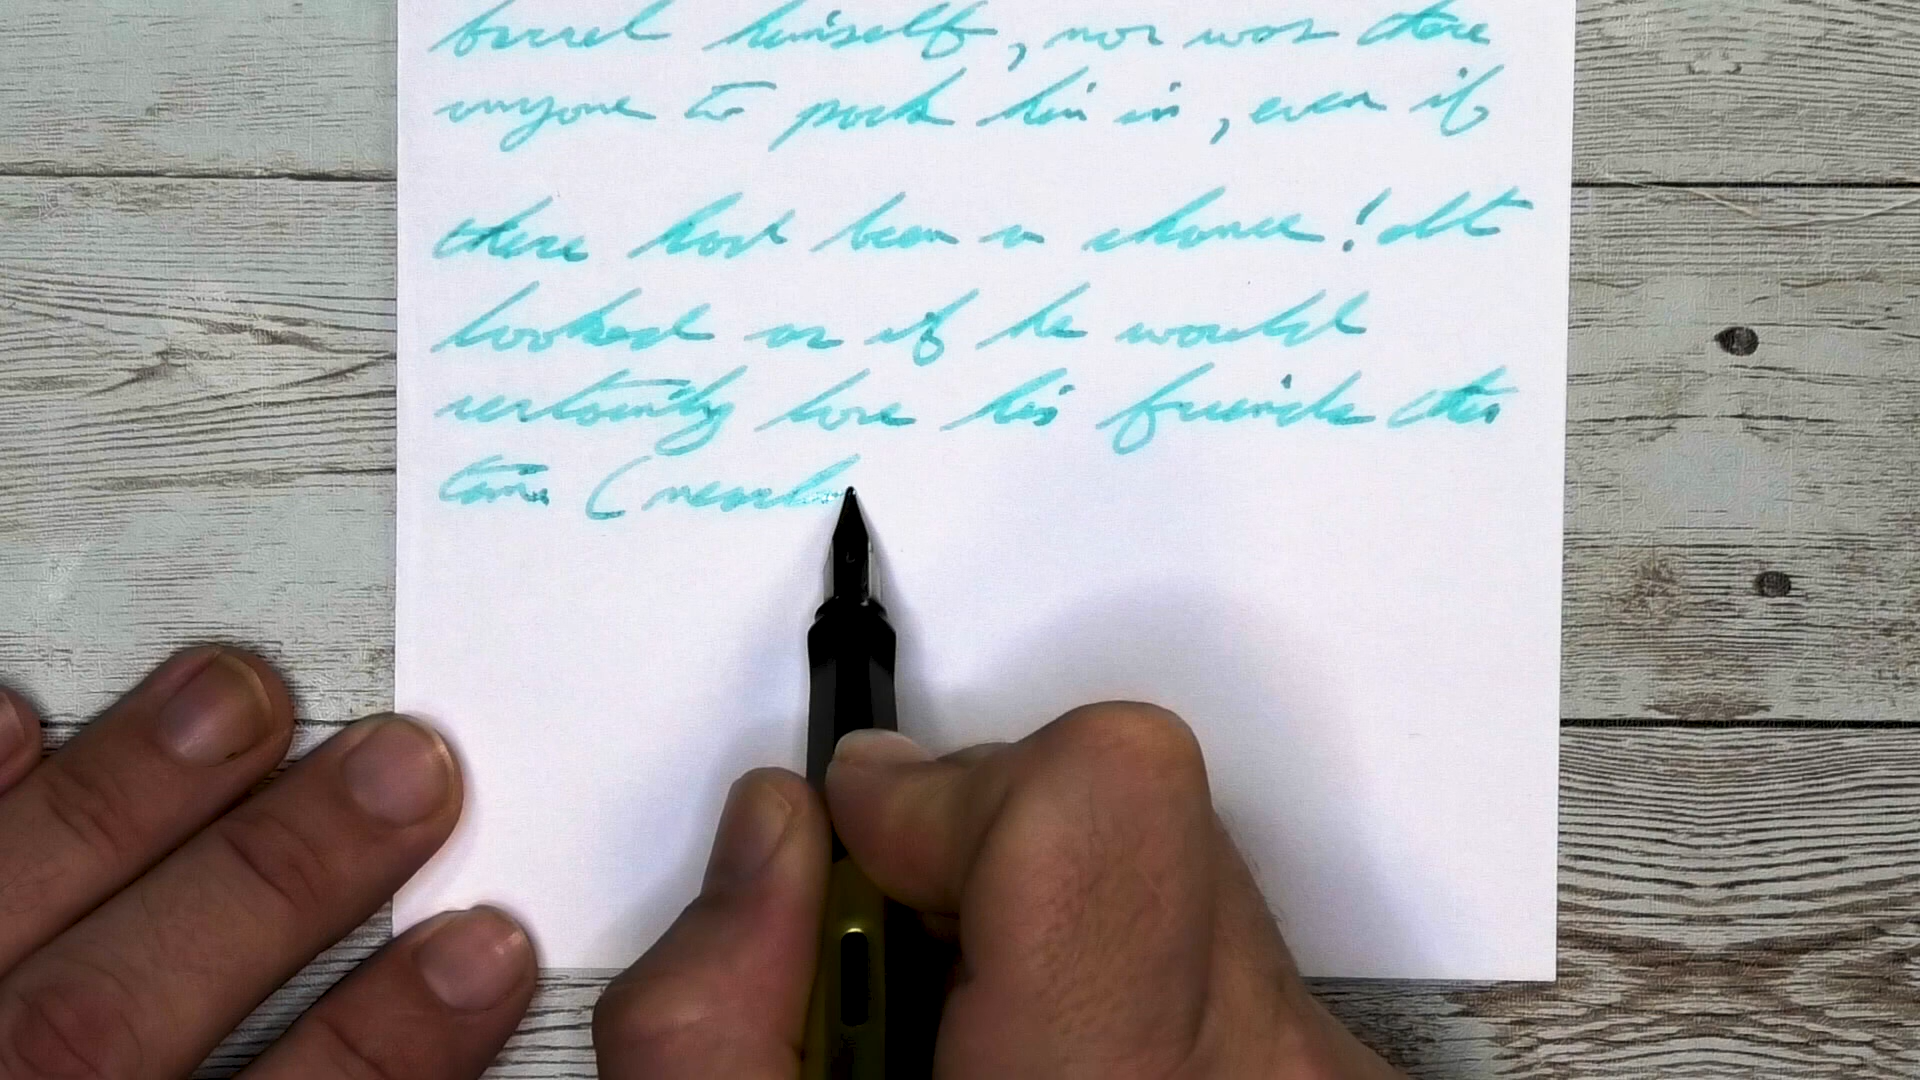 barrel himself, nor was there
anyone to pack him in, even if
there had been a chance! It
looked as if he would
certainly lose his friends this
time (nearl